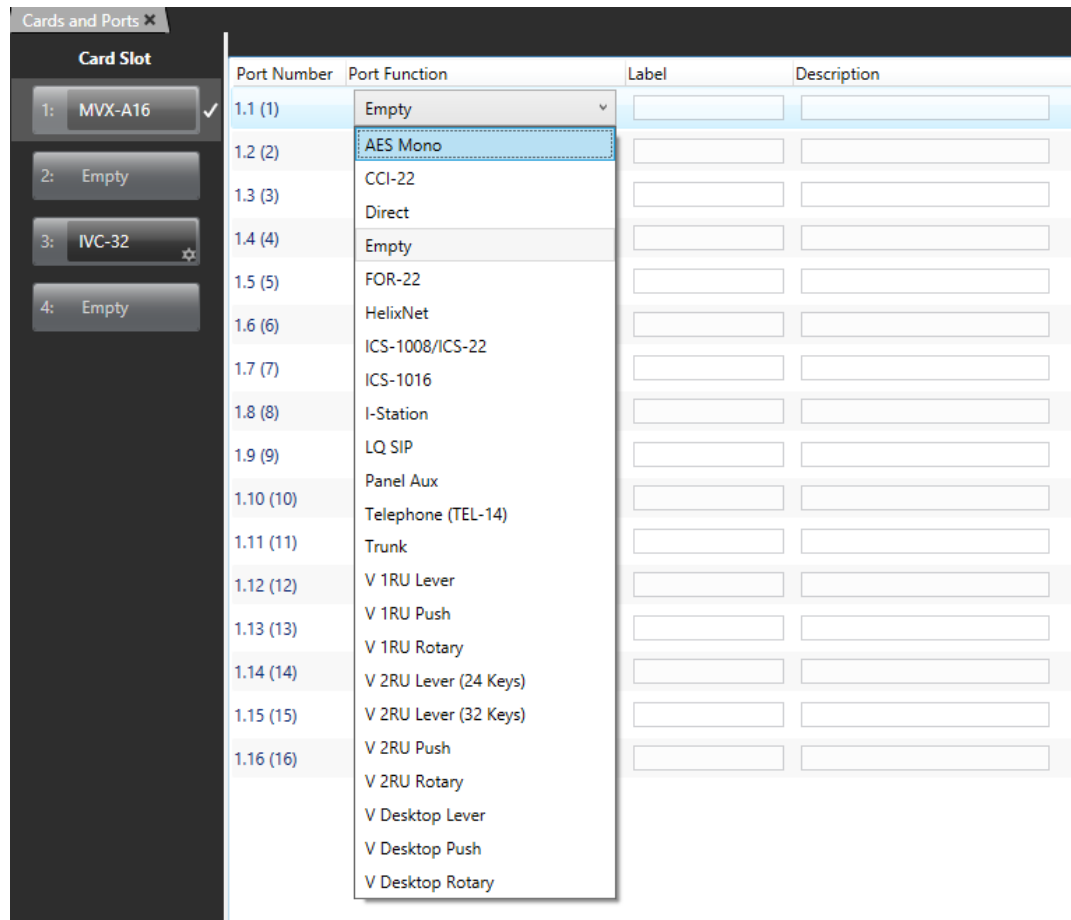 Cards and Ports ×
Card Slot
1: MVX-A16 ✓
2: Empty
3: IVC-32
4: Empty
Port Number Port Function Label Description
1.1 (1) Empty
1.2 (2)
1.3 (3)
1.4 (4)
1.5 (5)
1.6 (6)
1.7 (7)
1.8 (8)
1.9 (9)
1.10 (10)
1.11 (11)
1.12 (12)
1.13 (13)
1.14 (14)
1.15 (15)
1.16 (16)
AES Mono
CCI-22
Direct
Empty
FOR-22
HelixNet
ICS-1008/ICS-22
ICS-1016
I-Station
LQ SIP
Panel Aux
Telephone (TEL-14)
Trunk
V 1RU Lever
V 1RU Push
V 1RU Rotary
V 2RU Lever (24 Keys)
V 2RU Lever (32 Keys)
V 2RU Push
V 2RU Rotary
V Desktop Lever
V Desktop Push
V Desktop Rotary